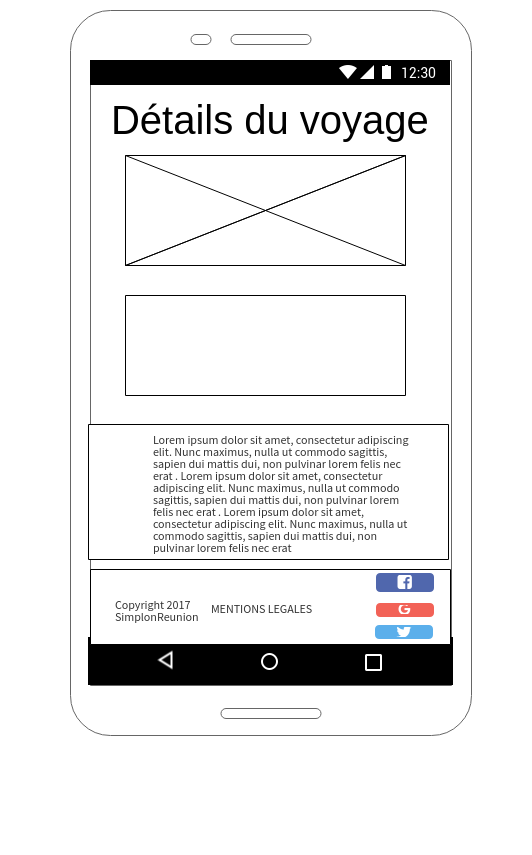 12:30
Détails du voyage
Lorem ipsum dolor sit amet, consectetur adipiscing
elit. Nunc maximus, nulla ut commodo sagittis,
sapien dui mattis dui, non pulvinar lorem felis nec
erat . Lorem ipsum dolor sit amet, consectetur
adipiscing elit. Nunc maximus, nulla ut commodo
sagittis, sapien dui mattis dui, non pulvinar lorem
felis nec erat . Lorem ipsum dolor sit amet,
consectetur adipiscing elit. Nunc maximus, nulla ut
commodo sagittis, sapien dui mattis dui, non
pulvinar lorem felis nec erat
Copyright 2017
SimplonReunion
MENTIONS LEGALES